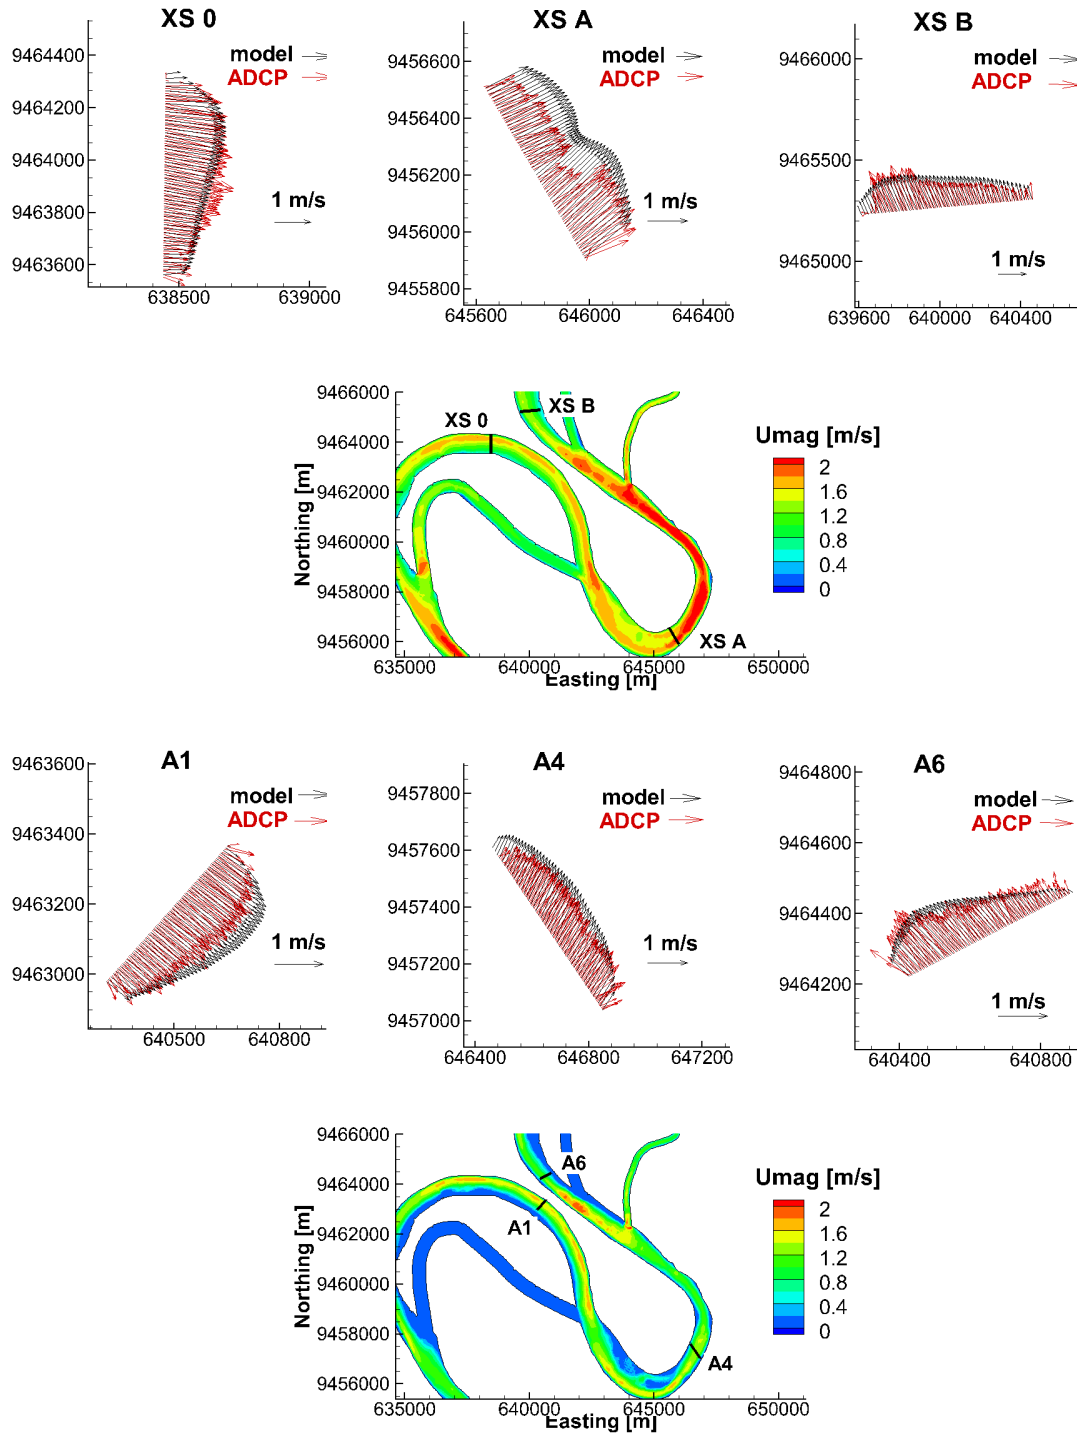 XS 0
9464400
9464200
9464000
9463800
9463600
638500
639000
model
ADCP
1 m/s
XS A
9456600
9456400
9456200
9456000
9455800
645600
646000
646400
model
ADCP
1 m/s
XS B
9466000
9465500
9465000
639600
640000
640400
model
ADCP
1 m/s
9466000
9464000
9462000
9460000
9458000
9456000
Northing [m]
635000
640000
645000
650000
Easting [m]
XS 0
XS B
XS A
Umag [m/s]
2
1.6
1.2
0.8
0.4
0
A1
9463600
9463400
9463200
9463000
640500
640800
model
ADCP
1 m/s
A4
9457800
9457600
9457400
9457200
9457000
646400
646800
647200
model
ADCP
1 m/s
A6
9464800
9464600
9464400
9464200
640400
640800
model
ADCP
1 m/s
9466000
9464000
9462000
9460000
9458000
9456000
Northing [m]
635000
640000
645000
650000
Easting [m]
A6
A1
A4
Umag [m/s]
2
1.6
1.2
0.8
0.4
0